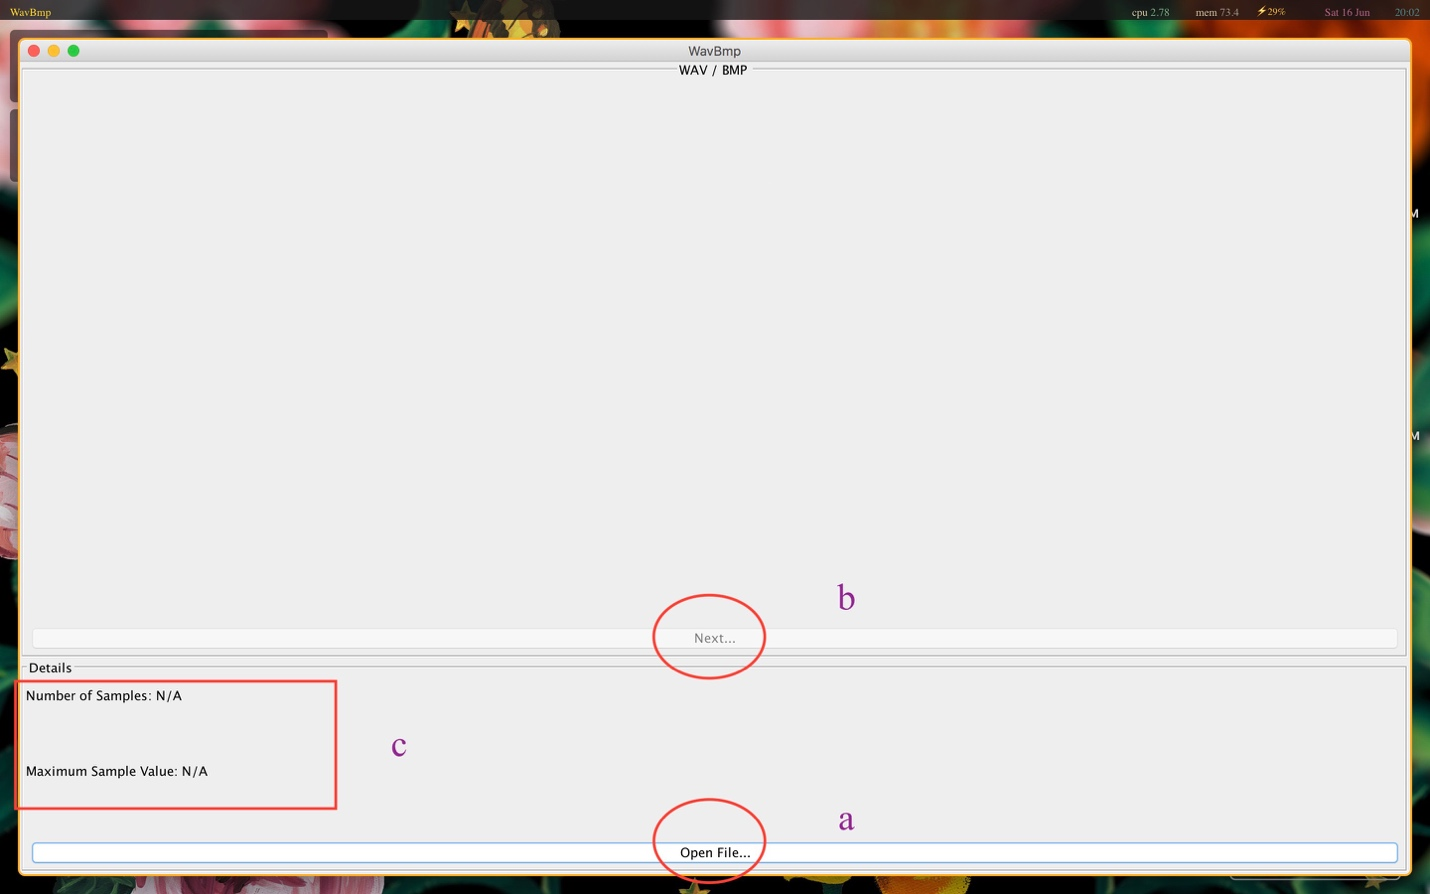 WavBmp
cpu 2.78 mem 73.4 ⚡29% Sat 16 Jun 20:02
WavBmp
WAV / BMP
M
M
b
Next...
Details
Number of Samples: N/A
c
Maximum Sample Value: N/A
a
Open File...